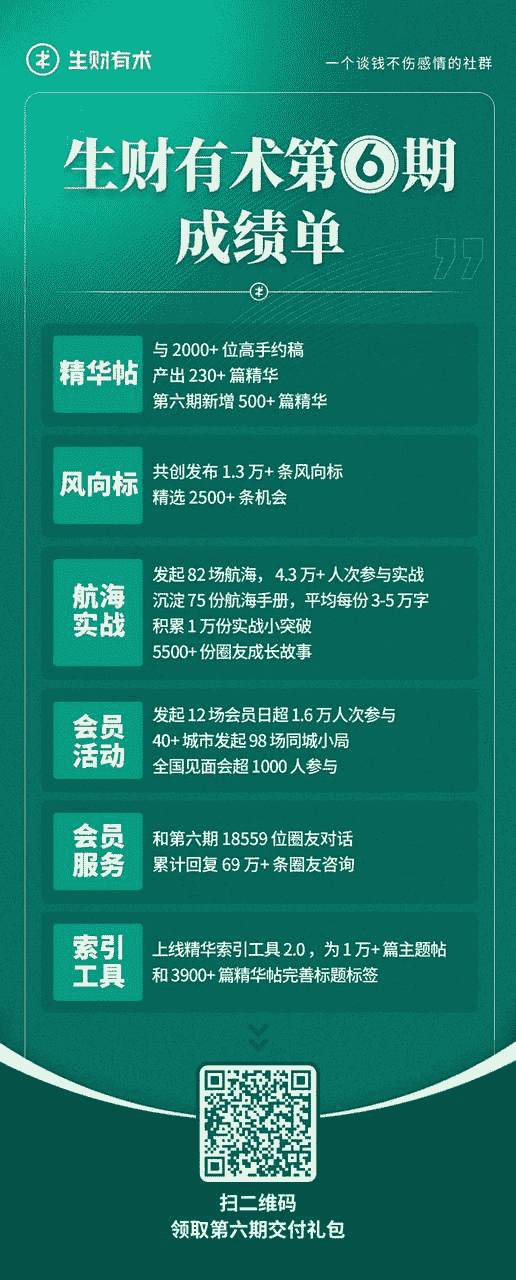 生财有术
一个谈钱不伤感情的社群
生财有术第6期
成绩单
精华帖
与 2000+ 位高手约稿
产出 230+ 篇精华
第六期新增 500+ 篇精华
风向标
共创发布 1.3 万+ 条风向标
精选 2500+ 条机会
航海
实战
发起 82 场航海， 4.3 万+ 人次参与实战
沉淀 75 份航海手册，平均每份 3-5 万字
积累 1 万份实战小突破
5500+ 份圈友成长故事
会员
活动
发起 12 场会员日超 1.6 万人次参与
40+ 城市发起 98 场同城小局
全国见面会超 1000 人参与
会员
服务
和第六期 18559 位圈友对话
累计回复 69 万+ 条圈友咨询
索引
工具
上线精华索引工具 2.0 ，为 1 万+ 篇主题帖
和 3900+ 篇精华帖完善标题标签
扫二维码
领取第六期交付礼包